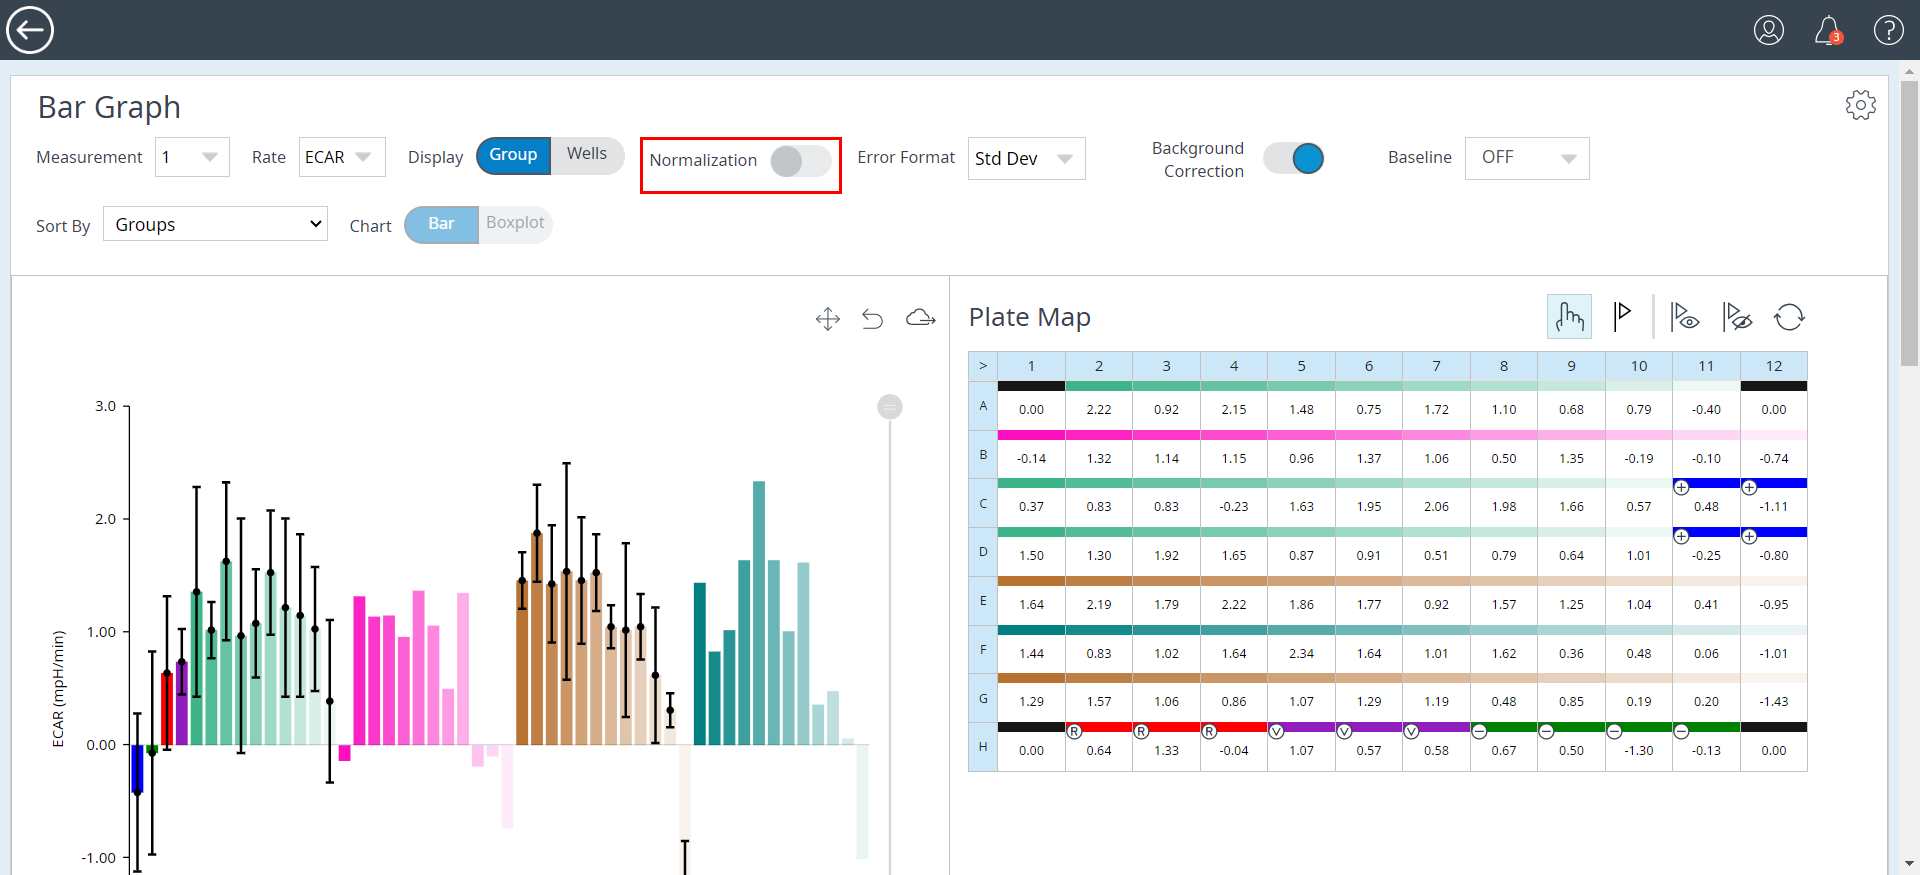 3
Bar Graph
Measurement 1 Rate ECAR Display Group Wells Normalization Error Format Std Dev Background Correction Baseline OFF
Sort By Groups Chart Bar Boxplot
Plate Map
3.0
2.0
1.00
0.00
-1.00
ECAR (mpH/min)
> 1 2 3 4 5 6 7 8 9 10 11 12
A 0.00 2.22 0.92 2.15 1.48 0.75 1.72 1.10 0.68 0.79 -0.40 0.00
B -0.14 1.32 1.14 1.15 0.96 1.37 1.06 0.50 1.35 -0.19 -0.10 -0.74
+ +
C 0.37 0.83 0.83 -0.23 1.63 1.95 2.06 1.98 1.66 0.57 0.48 -1.11
+ +
D 1.50 1.30 1.92 1.65 0.87 0.91 0.51 0.79 0.64 1.01 -0.25 -0.80
E 1.64 2.19 1.79 2.22 1.86 1.77 0.92 1.57 1.25 1.04 0.41 -0.95
F 1.44 0.83 1.02 1.64 2.34 1.64 1.01 1.62 0.36 0.48 0.06 -1.01
G 1.29 1.57 1.06 0.86 1.07 1.29 1.19 0.48 0.85 0.19 0.20 -1.43
R R R V V V − − − −
H 0.00 0.64 1.33 -0.04 1.07 0.57 0.58 0.67 0.50 -1.30 -0.13 0.00